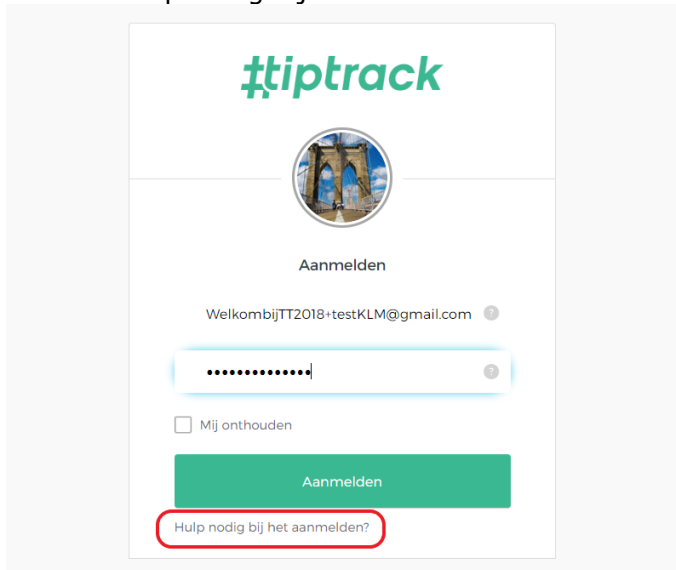 #tiptrack
Aanmelden
WelkombijTT2018+testKLM@gmail.com ?
•••••••••••••• ?
Mij onthouden
Aanmelden
Hulp nodig bij het aanmelden?